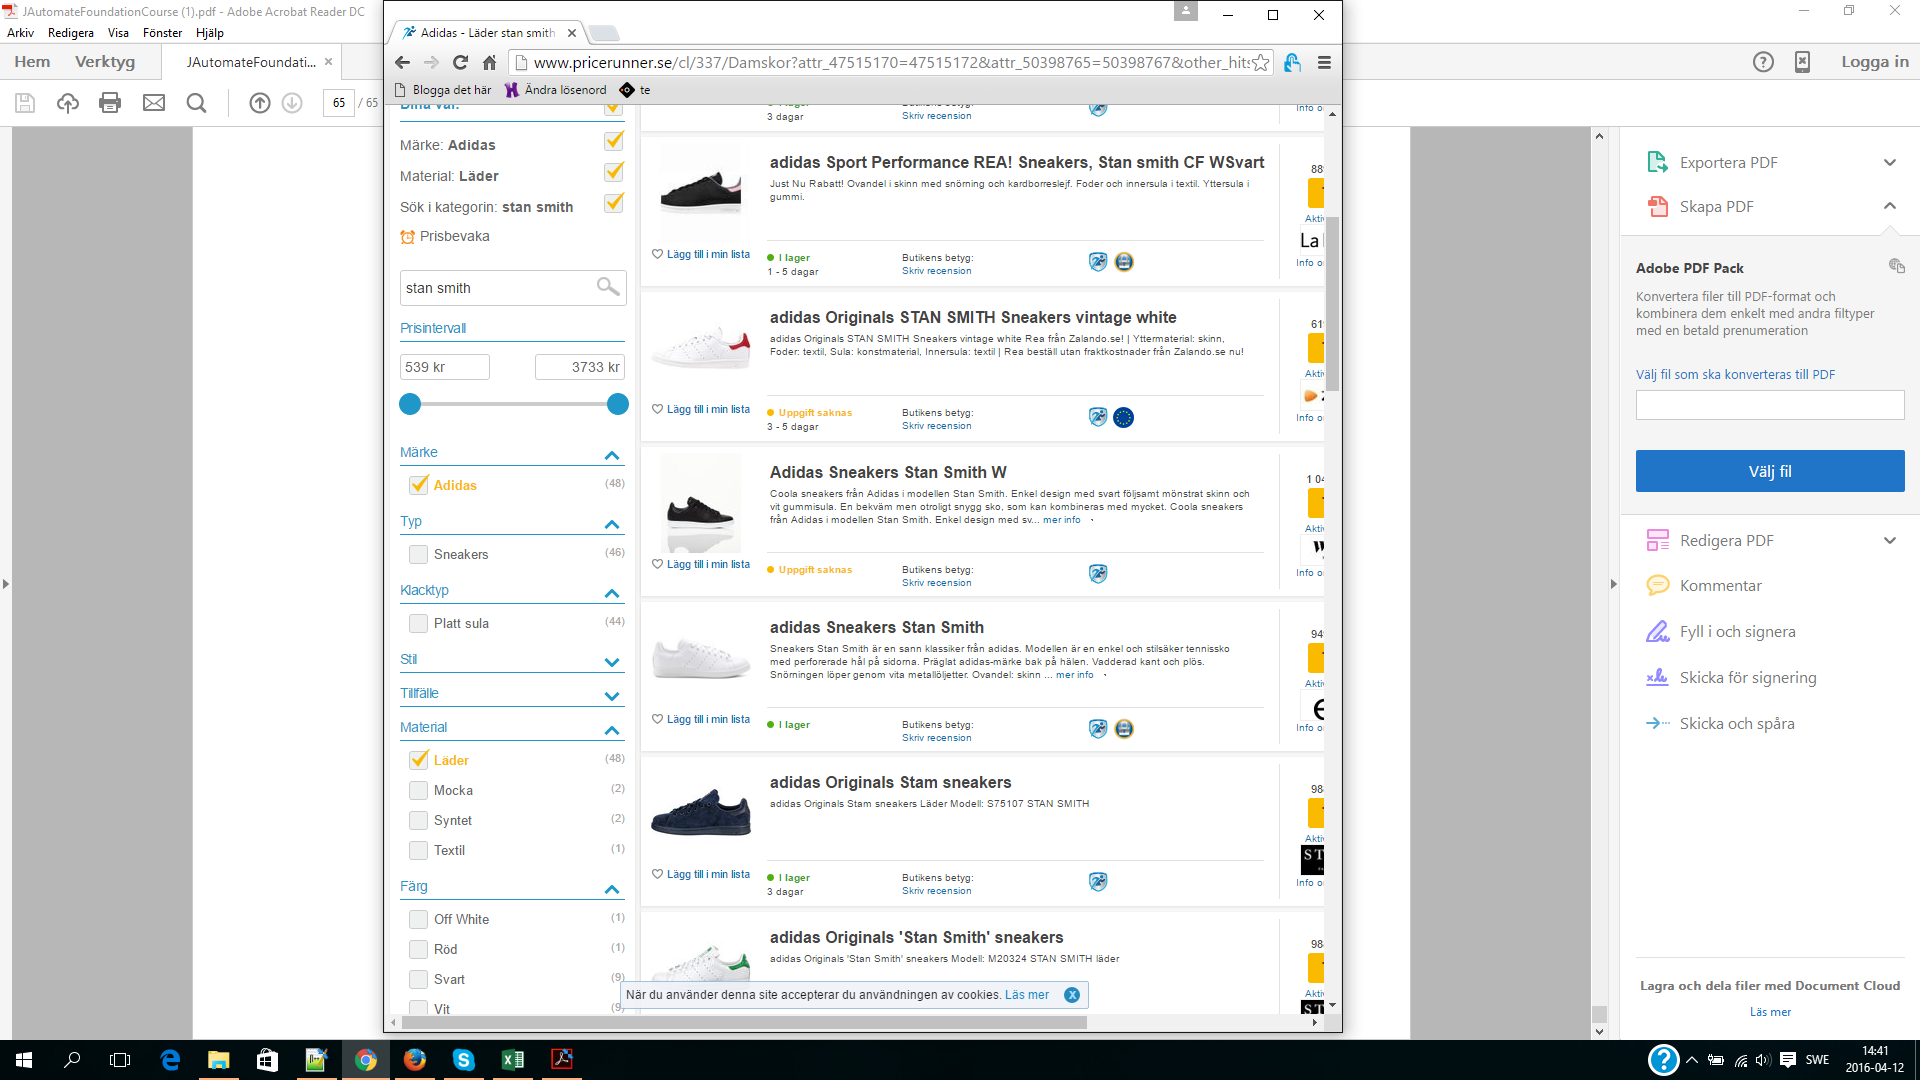 JAutomateFoundationCourse (1).pdf - Adobe Acrobat Reader DC
Arkiv Redigera Visa Fönster Hjälp
Hem Verktyg JAutomateFoundati... × Logga in
65 / 65
Adidas - Läder stan smith
www.pricerunner.se/cl/337/Damskor?attr_47515170=47515172&attr_50398765=50398767&other_hits
Blogga det här Ändra lösenord te
Dina val:
Märke: Adidas
Material: Läder
Sök i kategorin: stan smith
Prisbevaka
stan smith
Prisintervall
539 kr 3733 kr
Märke
Adidas (48)
Typ
Sneakers (46)
Klacktyp
Platt sula (44)
Stil
Tillfälle
Material
Läder (48)
Mocka (2)
Syntet (2)
Textil (1)
Färg
Off White (1)
Röd (1)
Svart (9)
Vit (9)
3 dagar Skriv recension Info o
adidas Sport Performance REA! Sneakers, Stan smith CF WSvart
Just Nu Rabatt! Ovandel i skinn med snörning och kardborreslejf. Foder och innersula i textil. Yttersula i
gummi.
Lägg till i min lista
I lager Butikens betyg:
1 - 5 dagar Skriv recension
88
Akti
La
Info o
adidas Originals STAN SMITH Sneakers vintage white
adidas Originals STAN SMITH Sneakers vintage white Rea från Zalando.se! | Yttermaterial: skinn,
Foder: textil, Sula: konstmaterial, Innersula: textil | Rea beställ utan fraktkostnader från Zalando.se nu!
Lägg till i min lista
Uppgift saknas Butikens betyg:
3 - 5 dagar Skriv recension
61
Akti
Info o
Adidas Sneakers Stan Smith W
Coola sneakers från Adidas i modellen Stan Smith. Enkel design med svart följsamt mönstrat skinn och
vit gummisula. En bekväm men otroligt snygg sko, som kan kombineras med mycket. Coola sneakers
från Adidas i modellen Stan Smith. Enkel design med sv... mer info
Lägg till i min lista
Uppgift saknas Butikens betyg:
Skriv recension
1 04
Akti
Info o
adidas Sneakers Stan Smith
Sneakers Stan Smith är en sann klassiker från adidas. Modellen är en enkel och stilsäker tennissko
med perforerade hål på sidorna. Präglat adidas-märke bak på hälen. Vadderad kant och plös.
Snörningen löper genom vita metallöljetter. Ovandel: skinn ... mer info
Lägg till i min lista
I lager Butikens betyg:
Skriv recension
94
Akti
Info o
adidas Originals Stam sneakers
adidas Originals Stam sneakers Läder Modell: S75107 STAN SMITH
Lägg till i min lista
I lager Butikens betyg:
3 dagar Skriv recension
98
Akti
ST
Info o
adidas Originals 'Stan Smith' sneakers
adidas Originals 'Stan Smith' sneakers Modell: M20324 STAN SMITH läder
98
Akti
ST
När du använder denna site accepterar du användningen av cookies. Läs mer X
Exportera PDF
Skapa PDF
Adobe PDF Pack
Konvertera filer till PDF-format och
kombinera dem enkelt med andra filtyper
med en betald prenumeration
Välj fil som ska konverteras till PDF
Välj fil
Redigera PDF
Kommentar
Fyll i och signera
Skicka för signering
Skicka och spåra
Lagra och dela filer med Document Cloud
Läs mer
SWE
14:41
2016-04-12